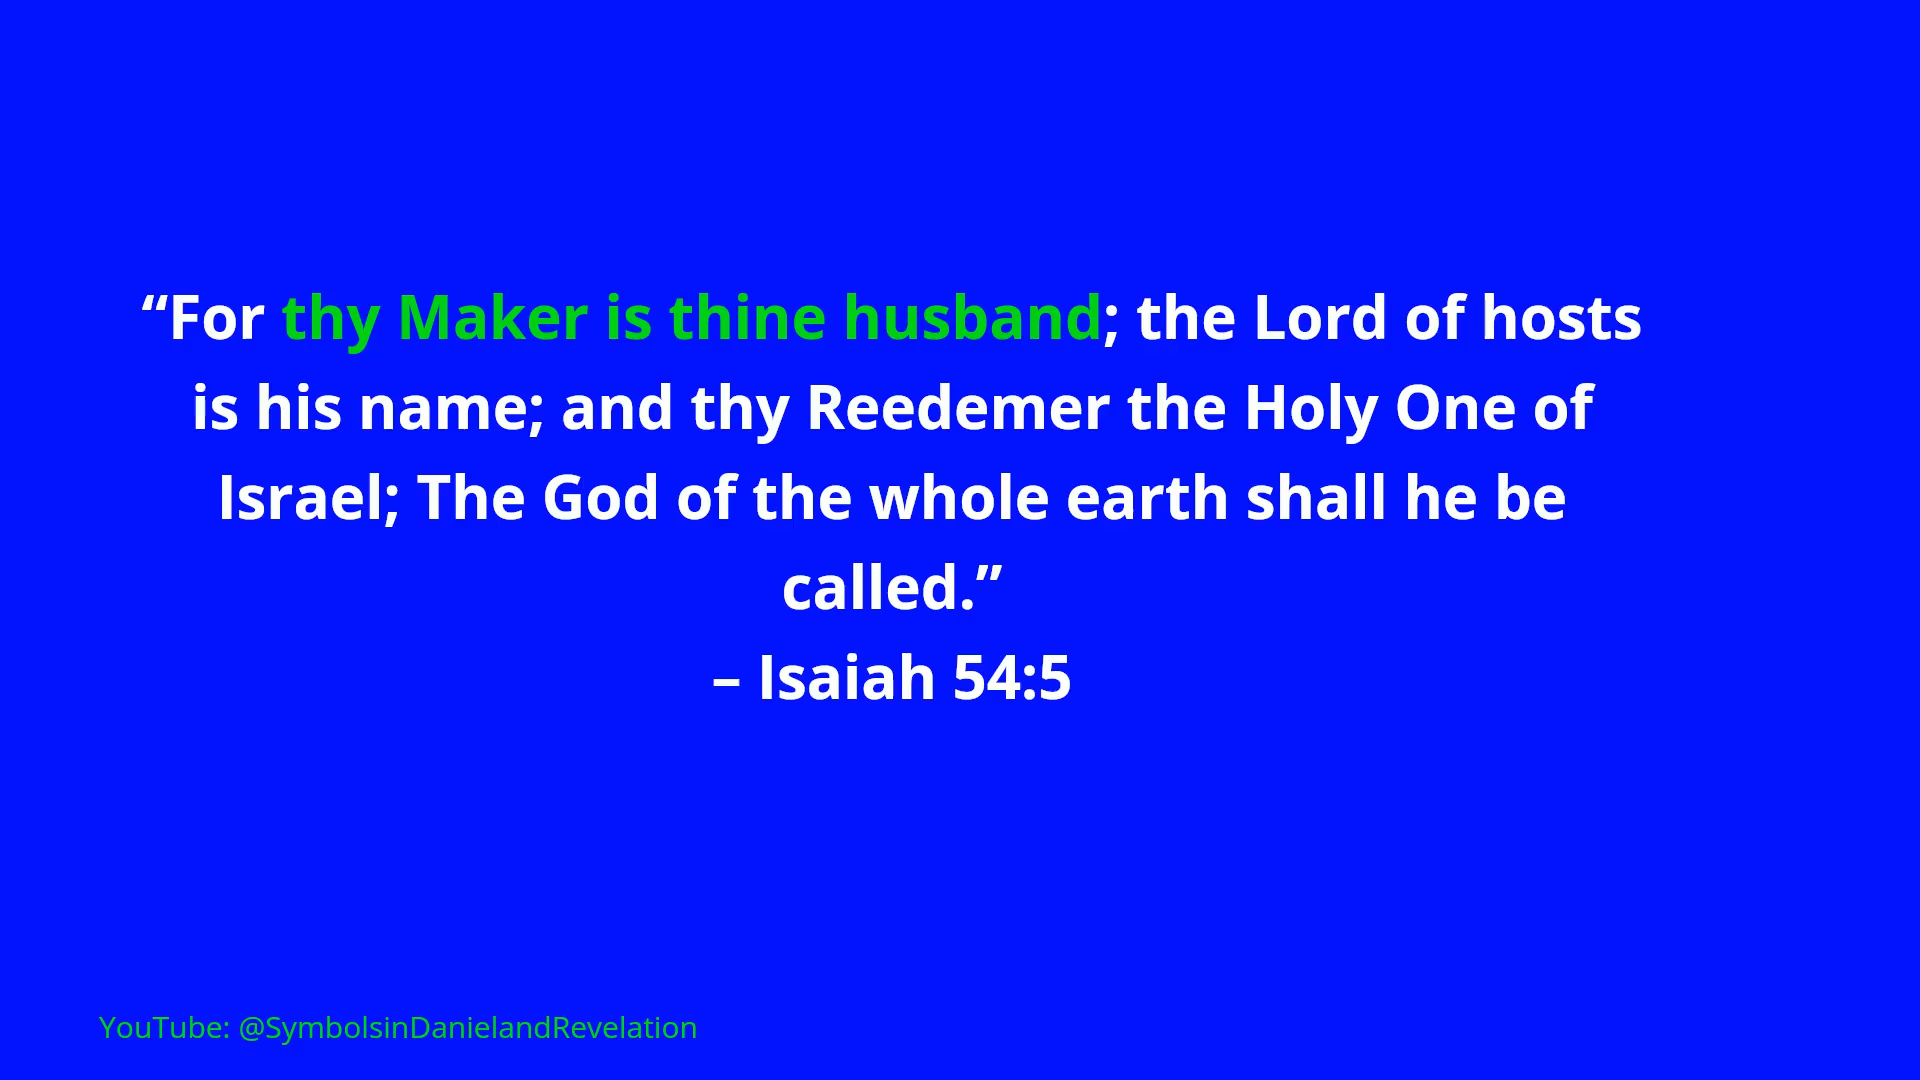 “For thy Maker is thine husband; the Lord of hosts
is his name; and thy Reedemer the Holy One of
Israel; The God of the whole earth shall he be
called.”
– Isaiah 54:5
YouTube: @SymbolsinDanielandRevelation